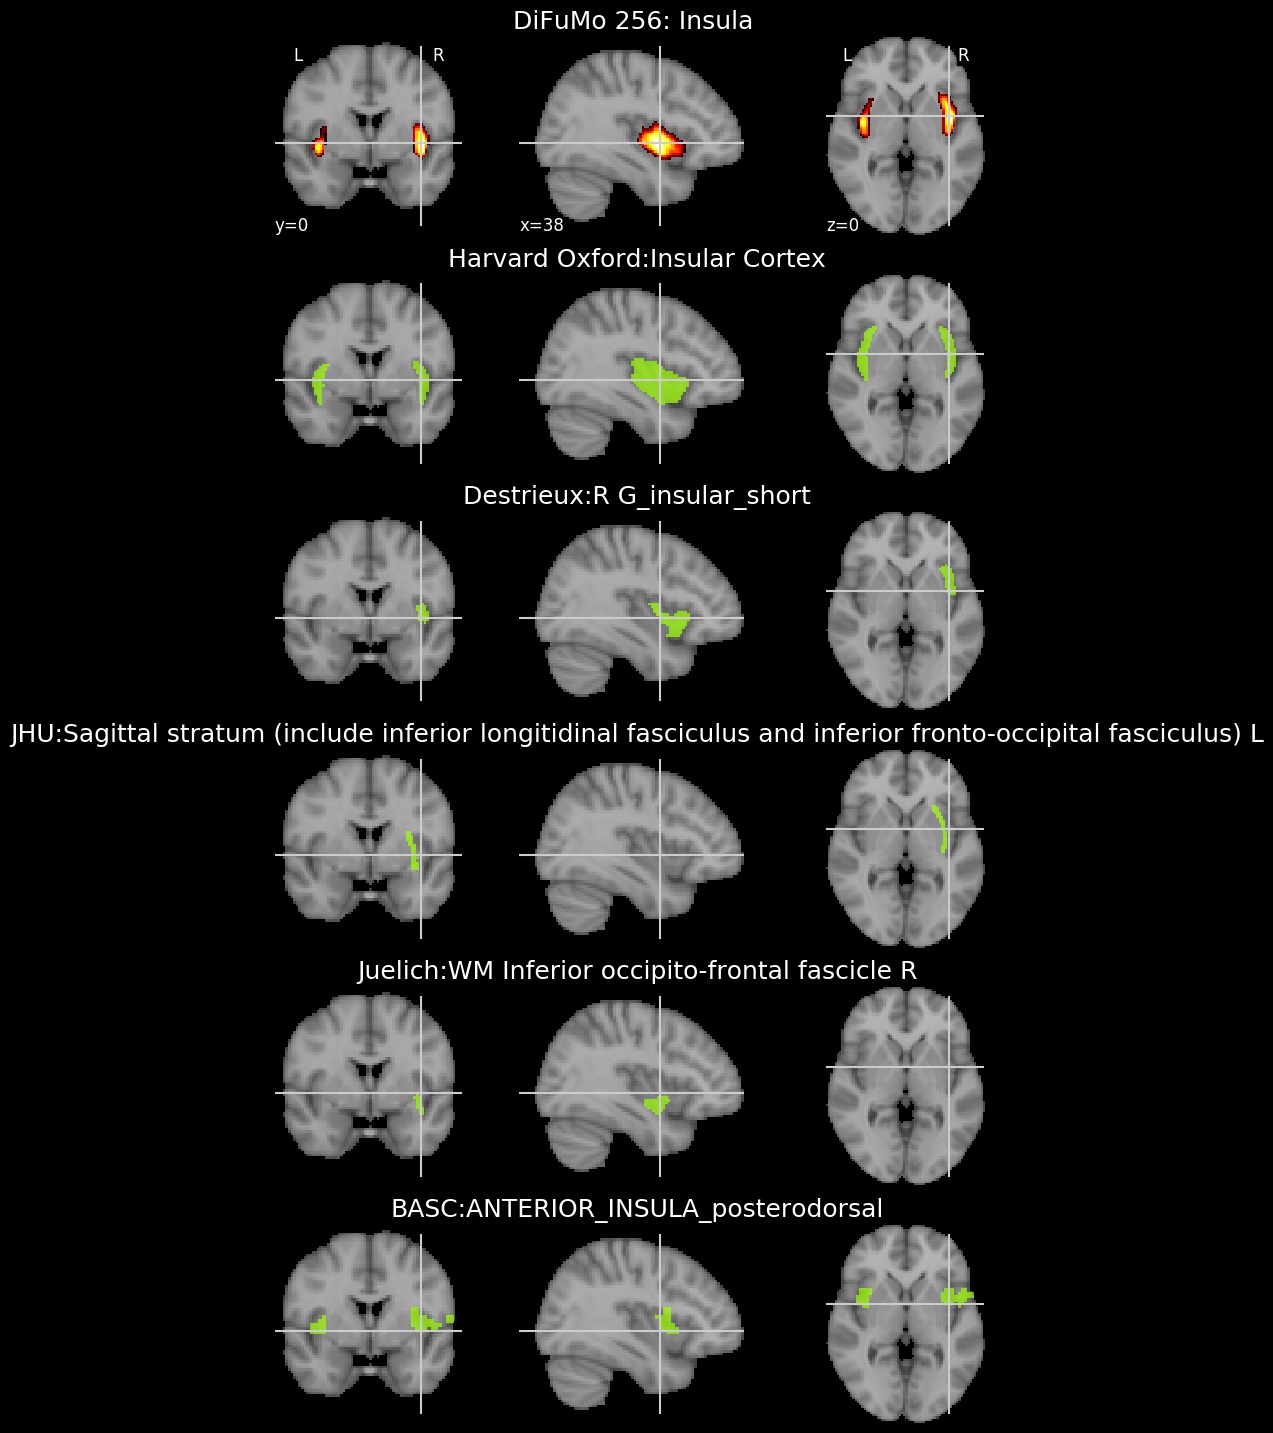 DiFuMo 256: Insula
L R L R
y=0 x=38 z=0
Harvard Oxford:Insular Cortex
Destrieux:R G_insular_short
JHU:Sagittal stratum (include inferior longitidinal fasciculus and inferior fronto-occipital fasciculus) L
Juelich:WM Inferior occipito-frontal fascicle R
BASC:ANTERIOR_INSULA_posterodorsal